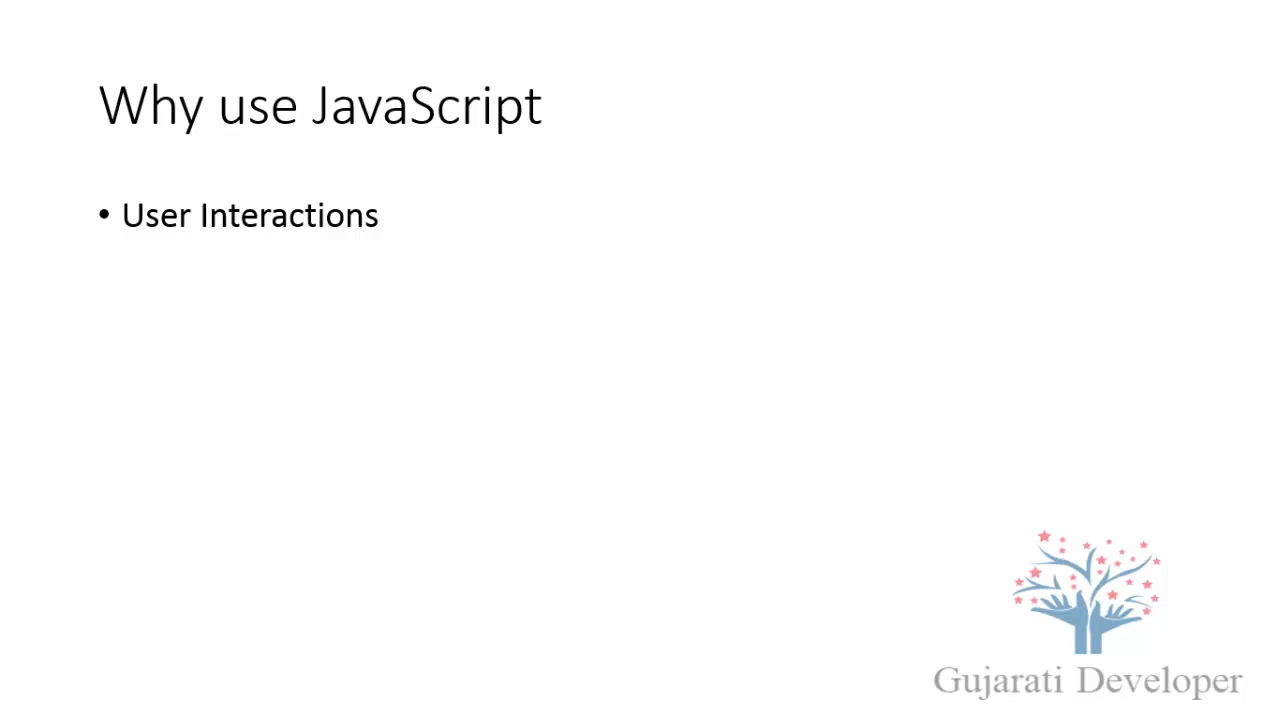 Why use JavaScript
• User Interactions
Gujarati Developer